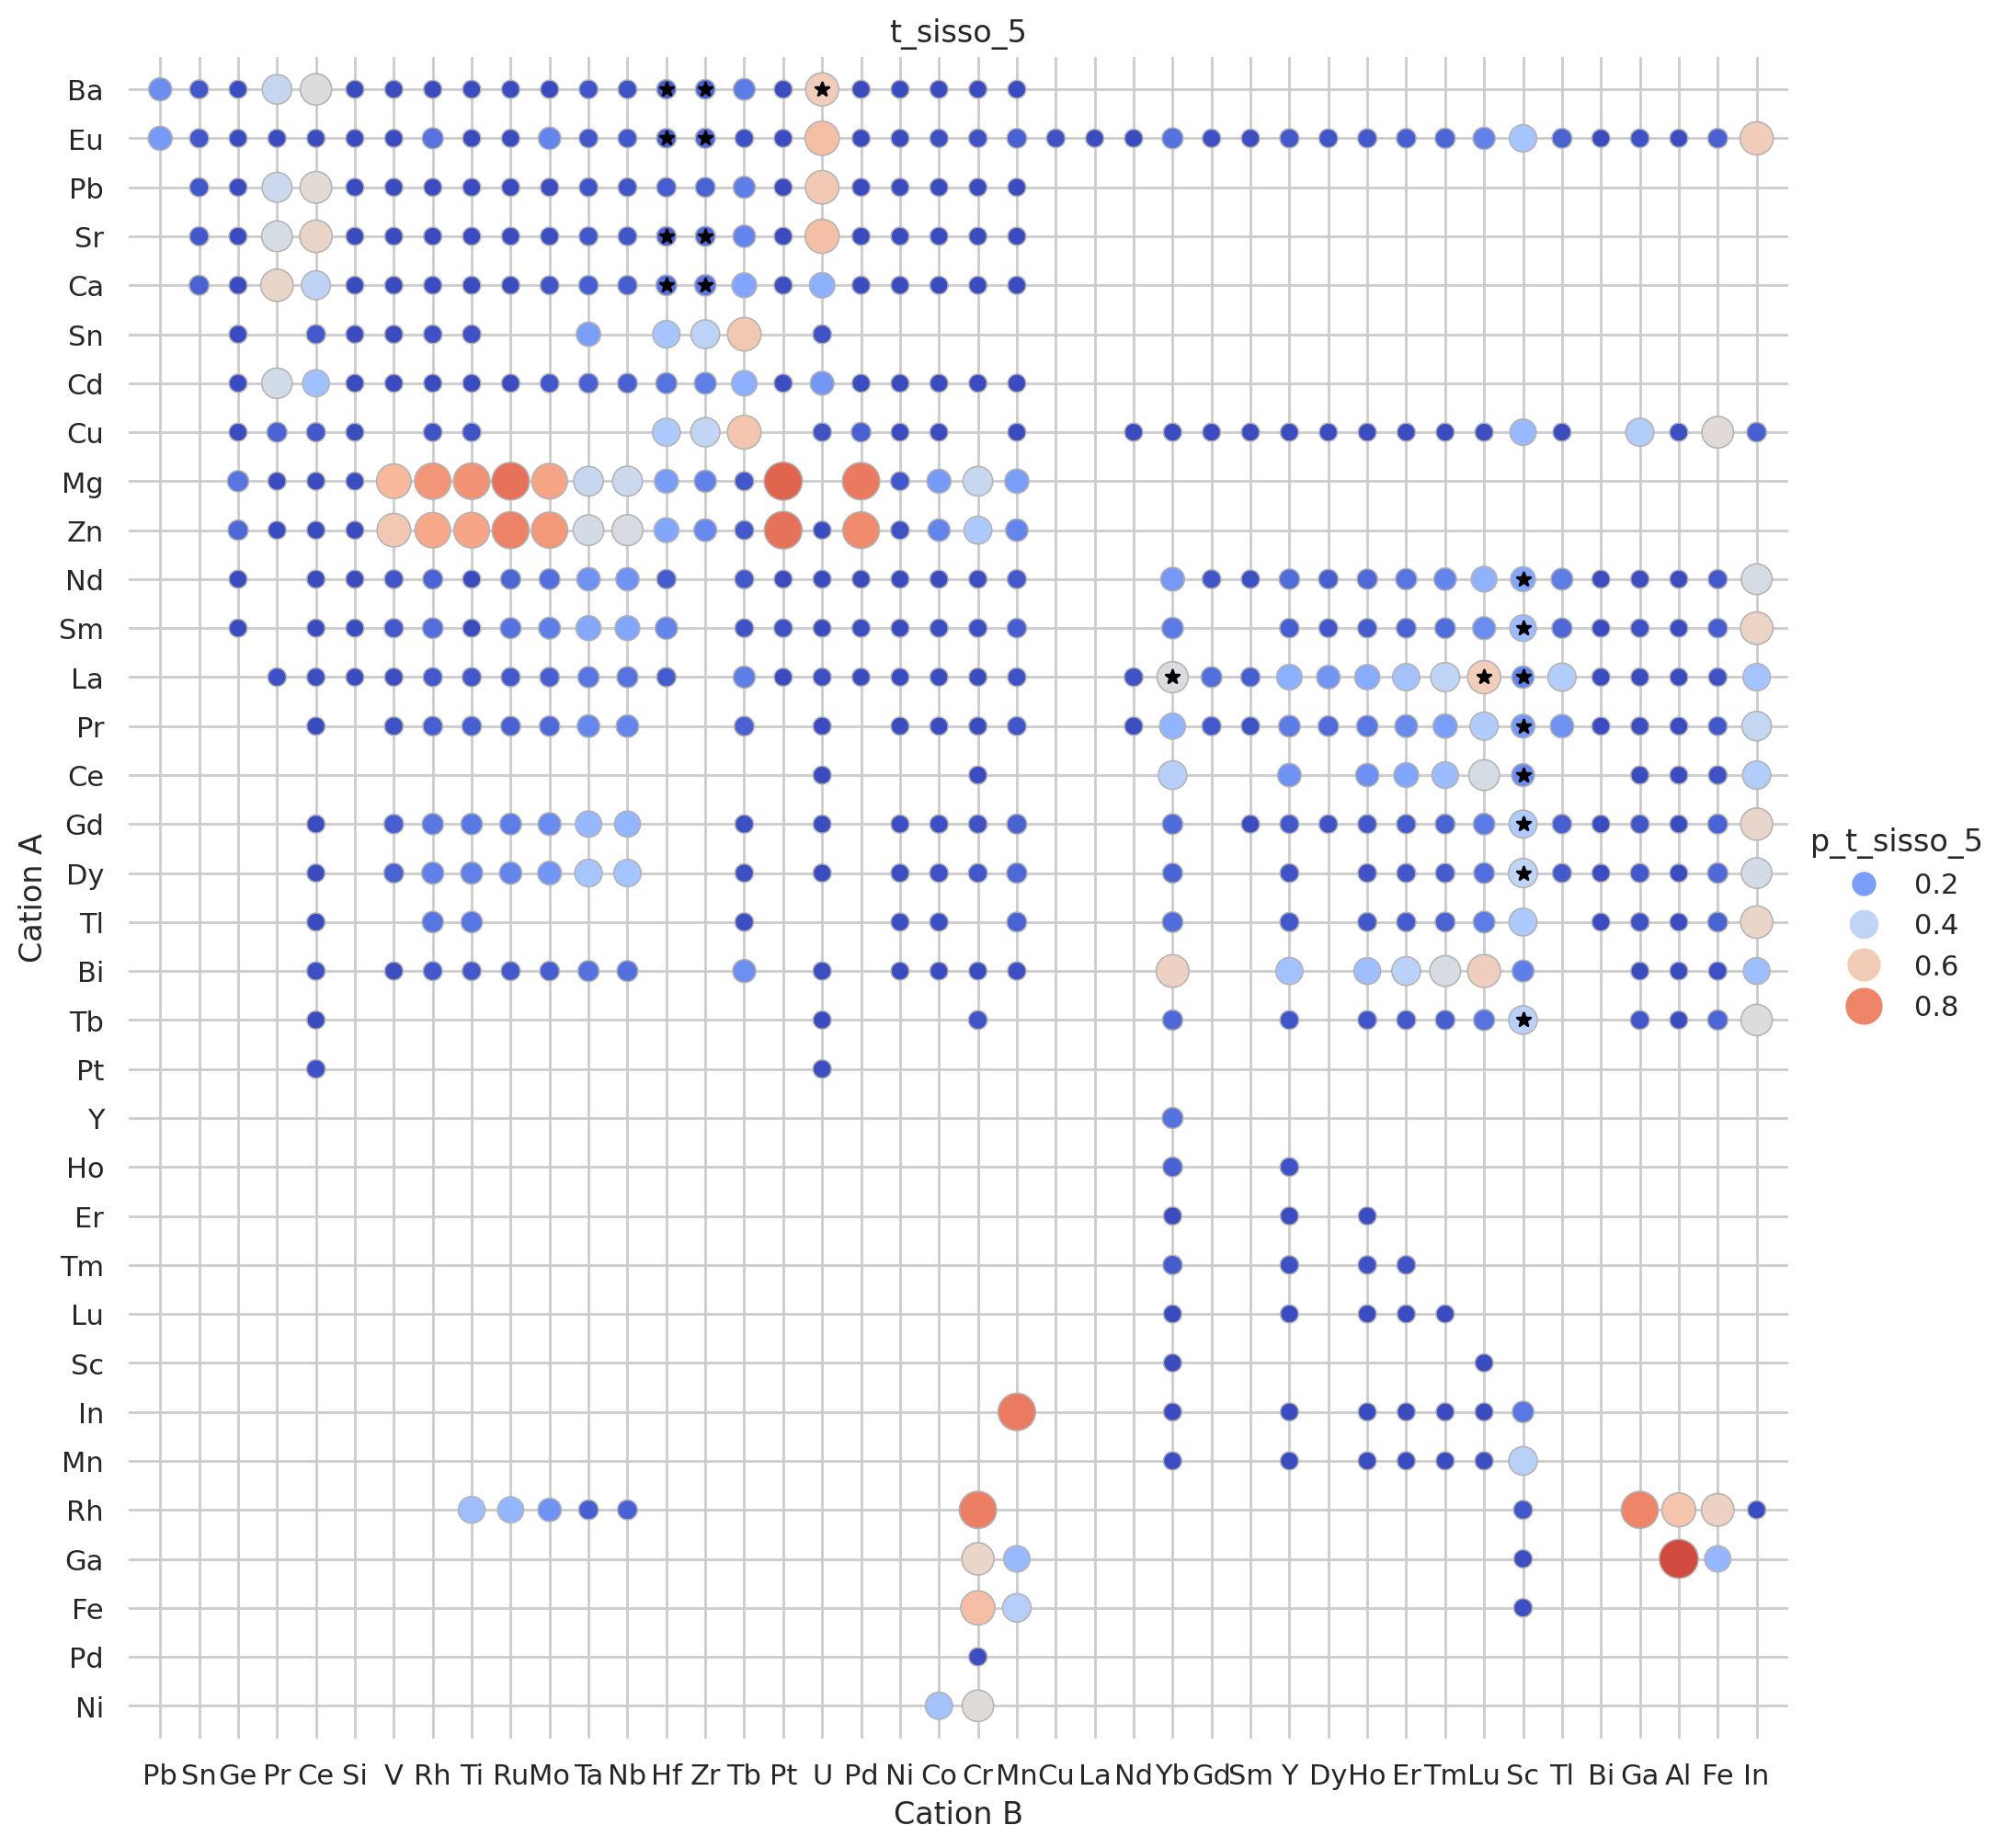 t_sisso_5
Ba
Eu
Pb
Sr
Ca
Sn
Cd
Cu
Mg
Zn
Nd
Sm
La
Pr
Ce
Gd
Dy
Tl
Bi
Tb
Pt
Y
Ho
Er
Tm
Lu
Sc
In
Mn
Rh
Ga
Fe
Pd
Ni
Cation A
Pb Sn Ge Pr Ce Si V Rh Ti Ru Mo Ta Nb Hf Zr Tb Pt U Pd Ni Co Cr Mn Cu La Nd Yb Gd Sm Y Dy Ho Er Tm Lu Sc Tl Bi Ga Al Fe In
Cation B
p_t_sisso_5
0.2
0.4
0.6
0.8